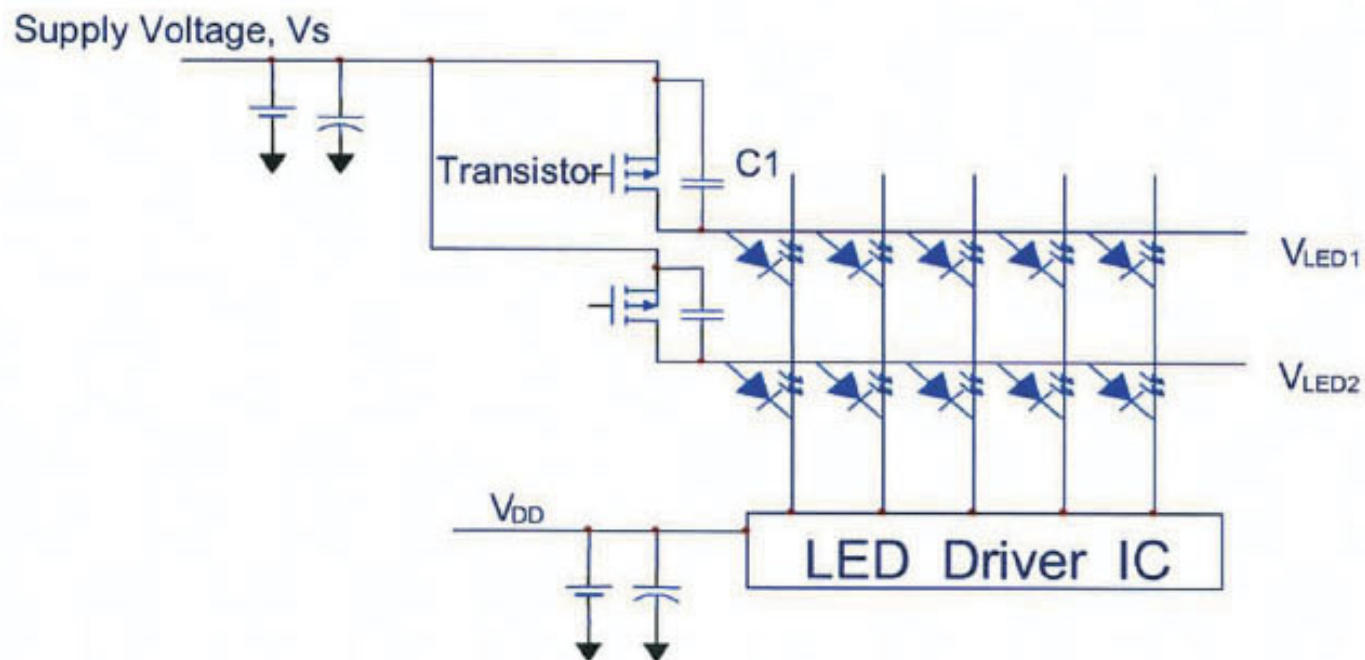 Supply Voltage, Vs
Transistor
C1
VLED1
VLED2
VDD
LED Driver IC